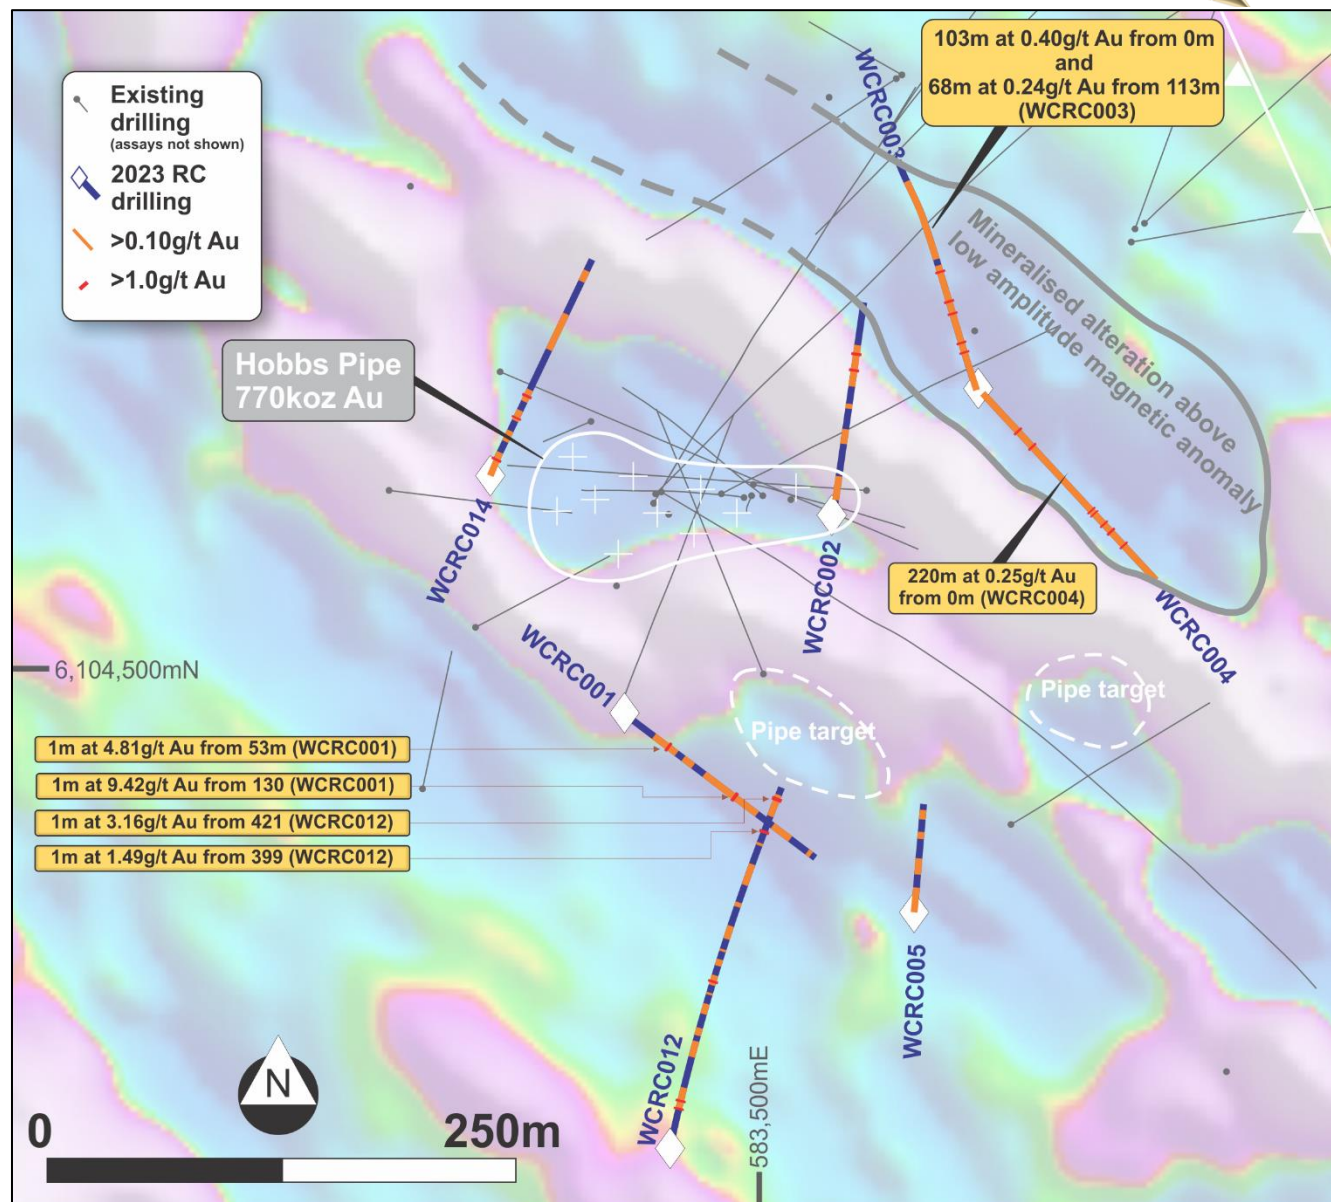 103m at 0.40g/t Au from 0m
and
68m at 0.24g/t Au from 113m
(WCRC003)
Existing
drilling
(assays not shown)
2023 RC
drilling
>0.10g/t Au
>1.0g/t Au
WCRC003
Mineralised alteration above
low amplitude magnetic anomaly
Hobbs Pipe
770koz Au
WCRC014
WCRC002
220m at 0.25g/t Au
from 0m (WCRC004)
WCRC004
WCRC001
6,104,500mN
Pipe target
Pipe target
1m at 4.81g/t Au from 53m (WCRC001)
1m at 9.42g/t Au from 130 (WCRC001)
1m at 3.16g/t Au from 421 (WCRC012)
1m at 1.49g/t Au from 399 (WCRC012)
WCRC005
WCRC012
583,500mE
N
0
250m